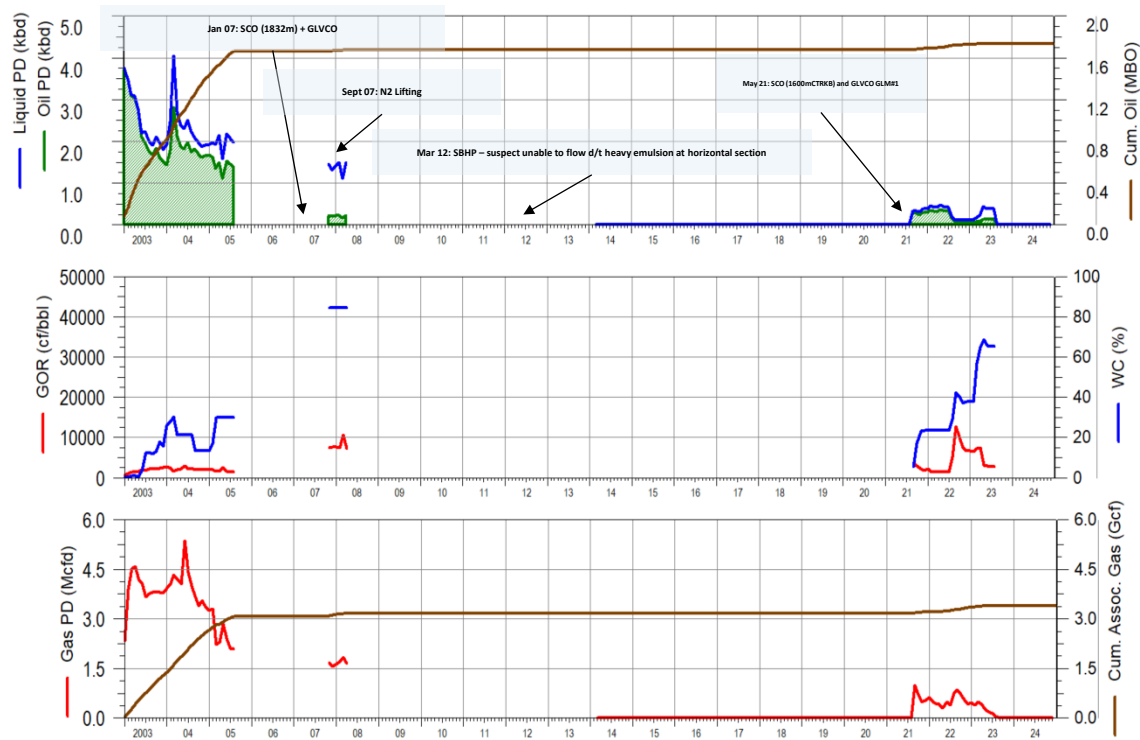 Liquid PD (kbd)
Oil PD (kbd)
5.0
4.0
3.0
2.0
1.0
0.0
Jan 07: SCO (1832m) + GLVCO
Sept 07: N2 Lifting
Mar 12: SBHP – suspect unable to flow d/t heavy emulsion at horizontal section
May 21: SCO (1600mCTRKB) and GLVCO GLM#1
2.0
1.6
1.2
0.8
0.4
0.0
Cum. Oil (MBO)
2003 04 05 06 07 08 09 10 11 12 13 14 15 16 17 18 19 20 21 22 23 24
GOR (cf/bbl)
50000
40000
30000
20000
10000
0
100
80
60
40
20
0
WC (%)
2003 04 05 06 07 08 09 10 11 12 13 14 15 16 17 18 19 20 21 22 23 24
Gas PD (Mcfd)
6.0
4.5
3.0
1.5
0.0
6.0
4.5
3.0
1.5
0.0
Cum. Assoc. Gas (Gcf)
2003 04 05 06 07 08 09 10 11 12 13 14 15 16 17 18 19 20 21 22 23 24